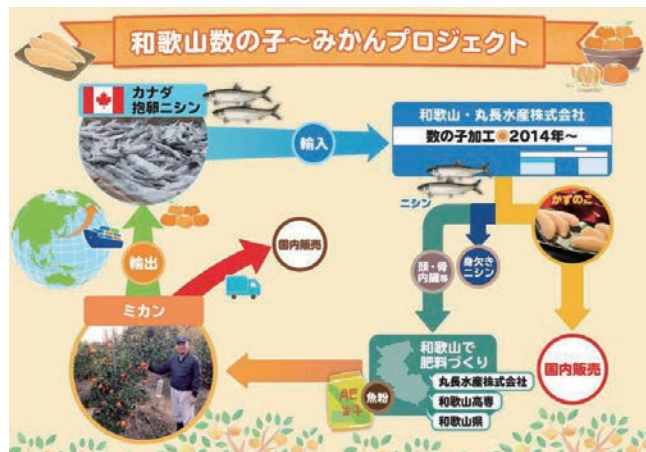 和歌山数の子～みかんプロジェクト
カナダ
抱卵ニシン
輸入
和歌山・丸長水産株式会社
数の子加工●2014年～
ニシン
かずのこ
頭・骨
内臓等
身欠き
ニシン
国内販売
輸出
ミカン
和歌山で
肥料づくり
丸長水産株式会社
和歌山高専
和歌山県
魚粉
国内販売